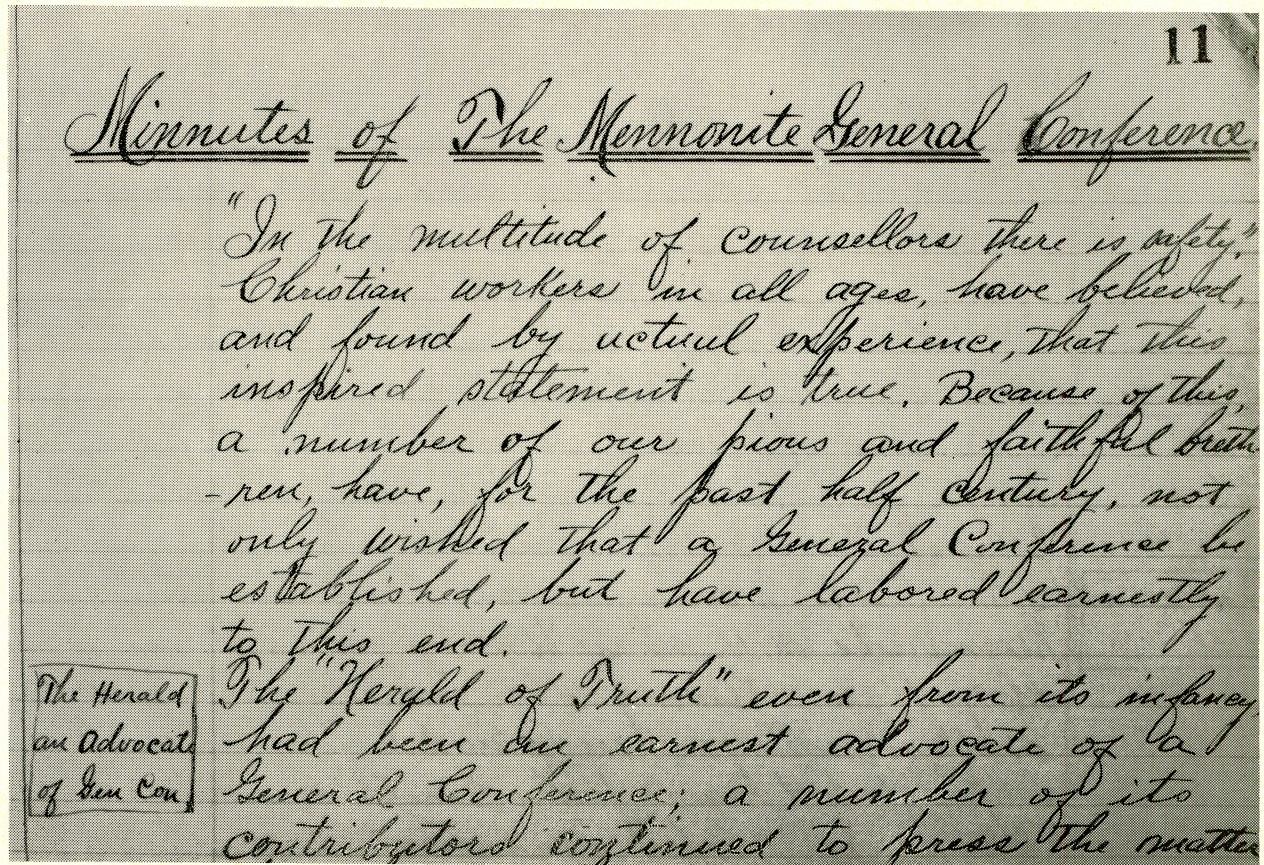 11
Minnutes of The Mennonite General Conference.
"In the multitude of counsellors there is safety."
Christian workers in all ages, have believed,
and found by actual experience, that this
inspired statement is true. Because of this,
a number of our pious and faithful breth-
-ren, have, for the past half century, not
only wished that a General Conference be
established, but have labored earnestly
to this end.
The Herald
an Advocate
of Gen Con
The "Herald of Truth" even from its infancy,
had been an earnest advocate of a
General Conference; a number of its
contributors continued to press the matter